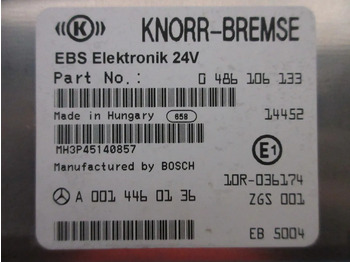 ((K)) KNORR-BREMSE
EBS Elektronik 24V
Part No.: 0 486 106 133
Made in Hungary 658 14452
MH3P45140857 E1
Manufactured by BOSCH
10R-036174
A 001 446 01 36 ZGS 001
EB 5004